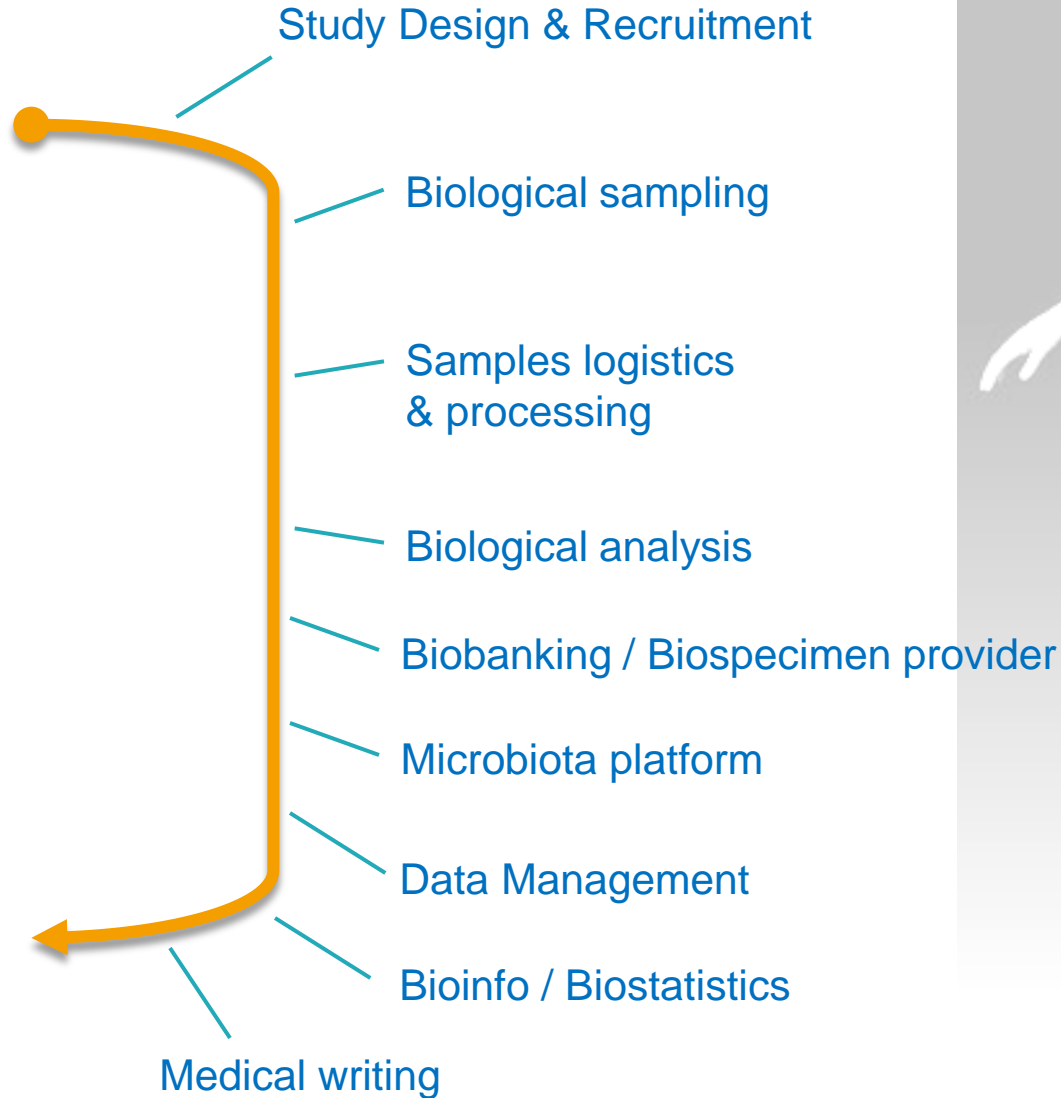 Study Design & Recruitment
Biological sampling
Samples logistics
& processing
Biological analysis
Biobanking / Biospecimen provider
Microbiota platform
Data Management
Bioinfo / Biostatistics
Medical writing